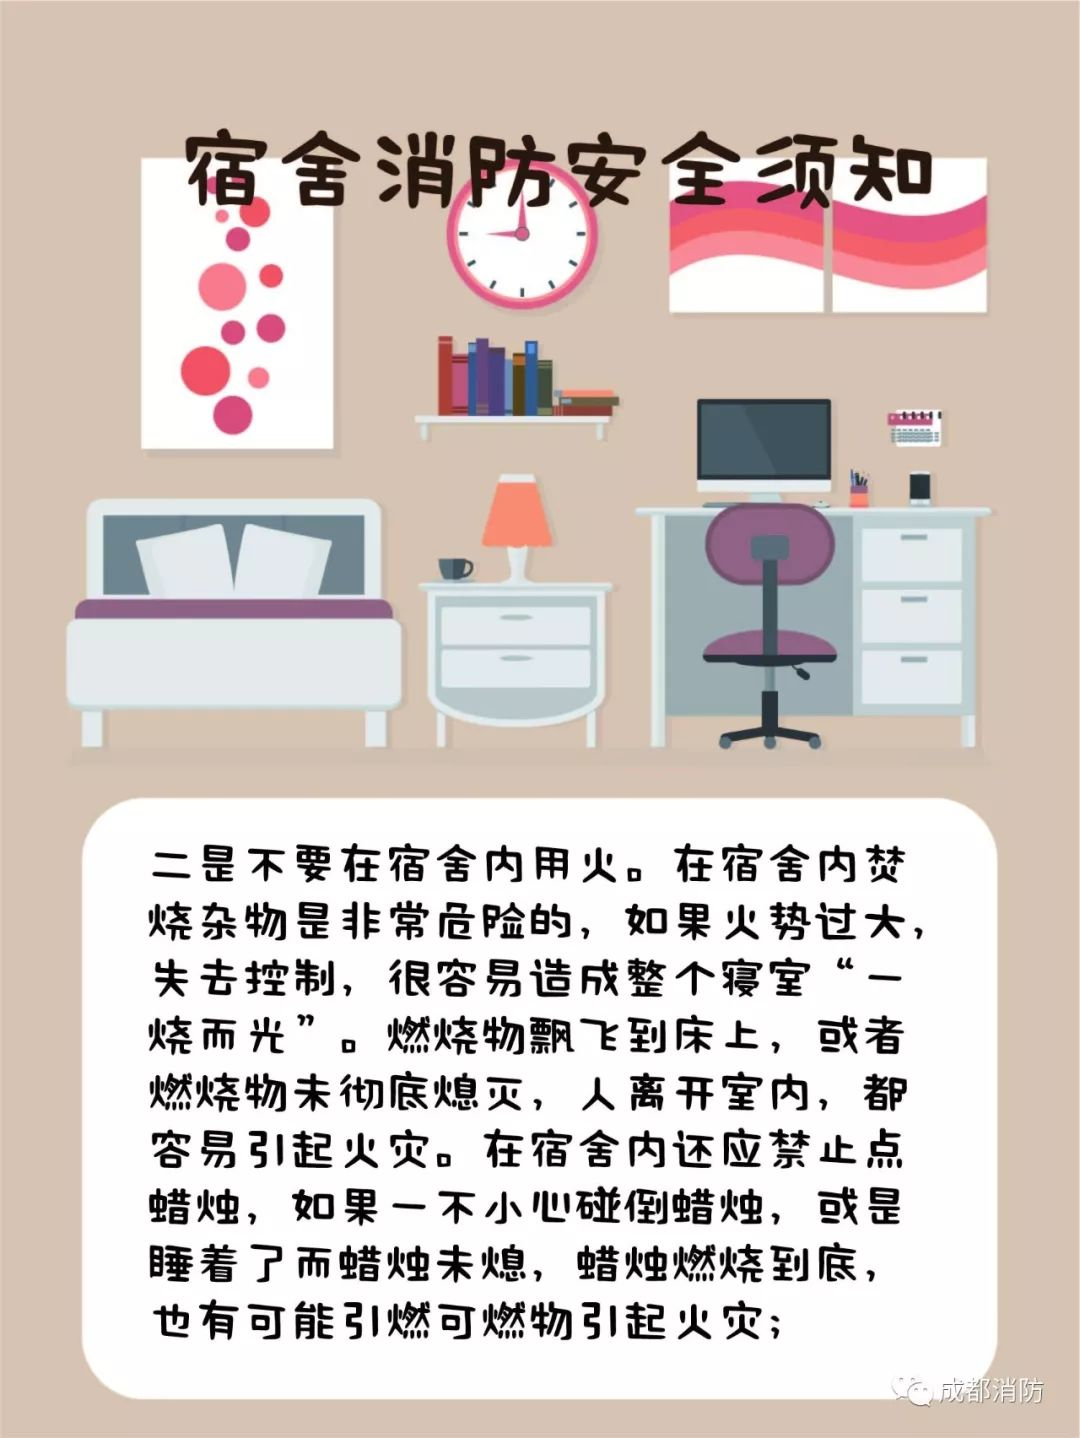 宿舍消防安全须知
二是不要在宿舍内用火。在宿舍内焚
烧杂物是非常危险的，如果火势过大，
失去控制，很容易造成整个寝室“一
烧而光”。燃烧物飘飞到床上，或者
燃烧物未彻底熄灭，人离开室内，都
容易引起火灾。在宿舍内还应禁止点
蜡烛，如果一不小心碰倒蜡烛，或是
睡着了而蜡烛未熄，蜡烛燃烧到底，
也有可能引燃可燃物引起火灾；
成都消防